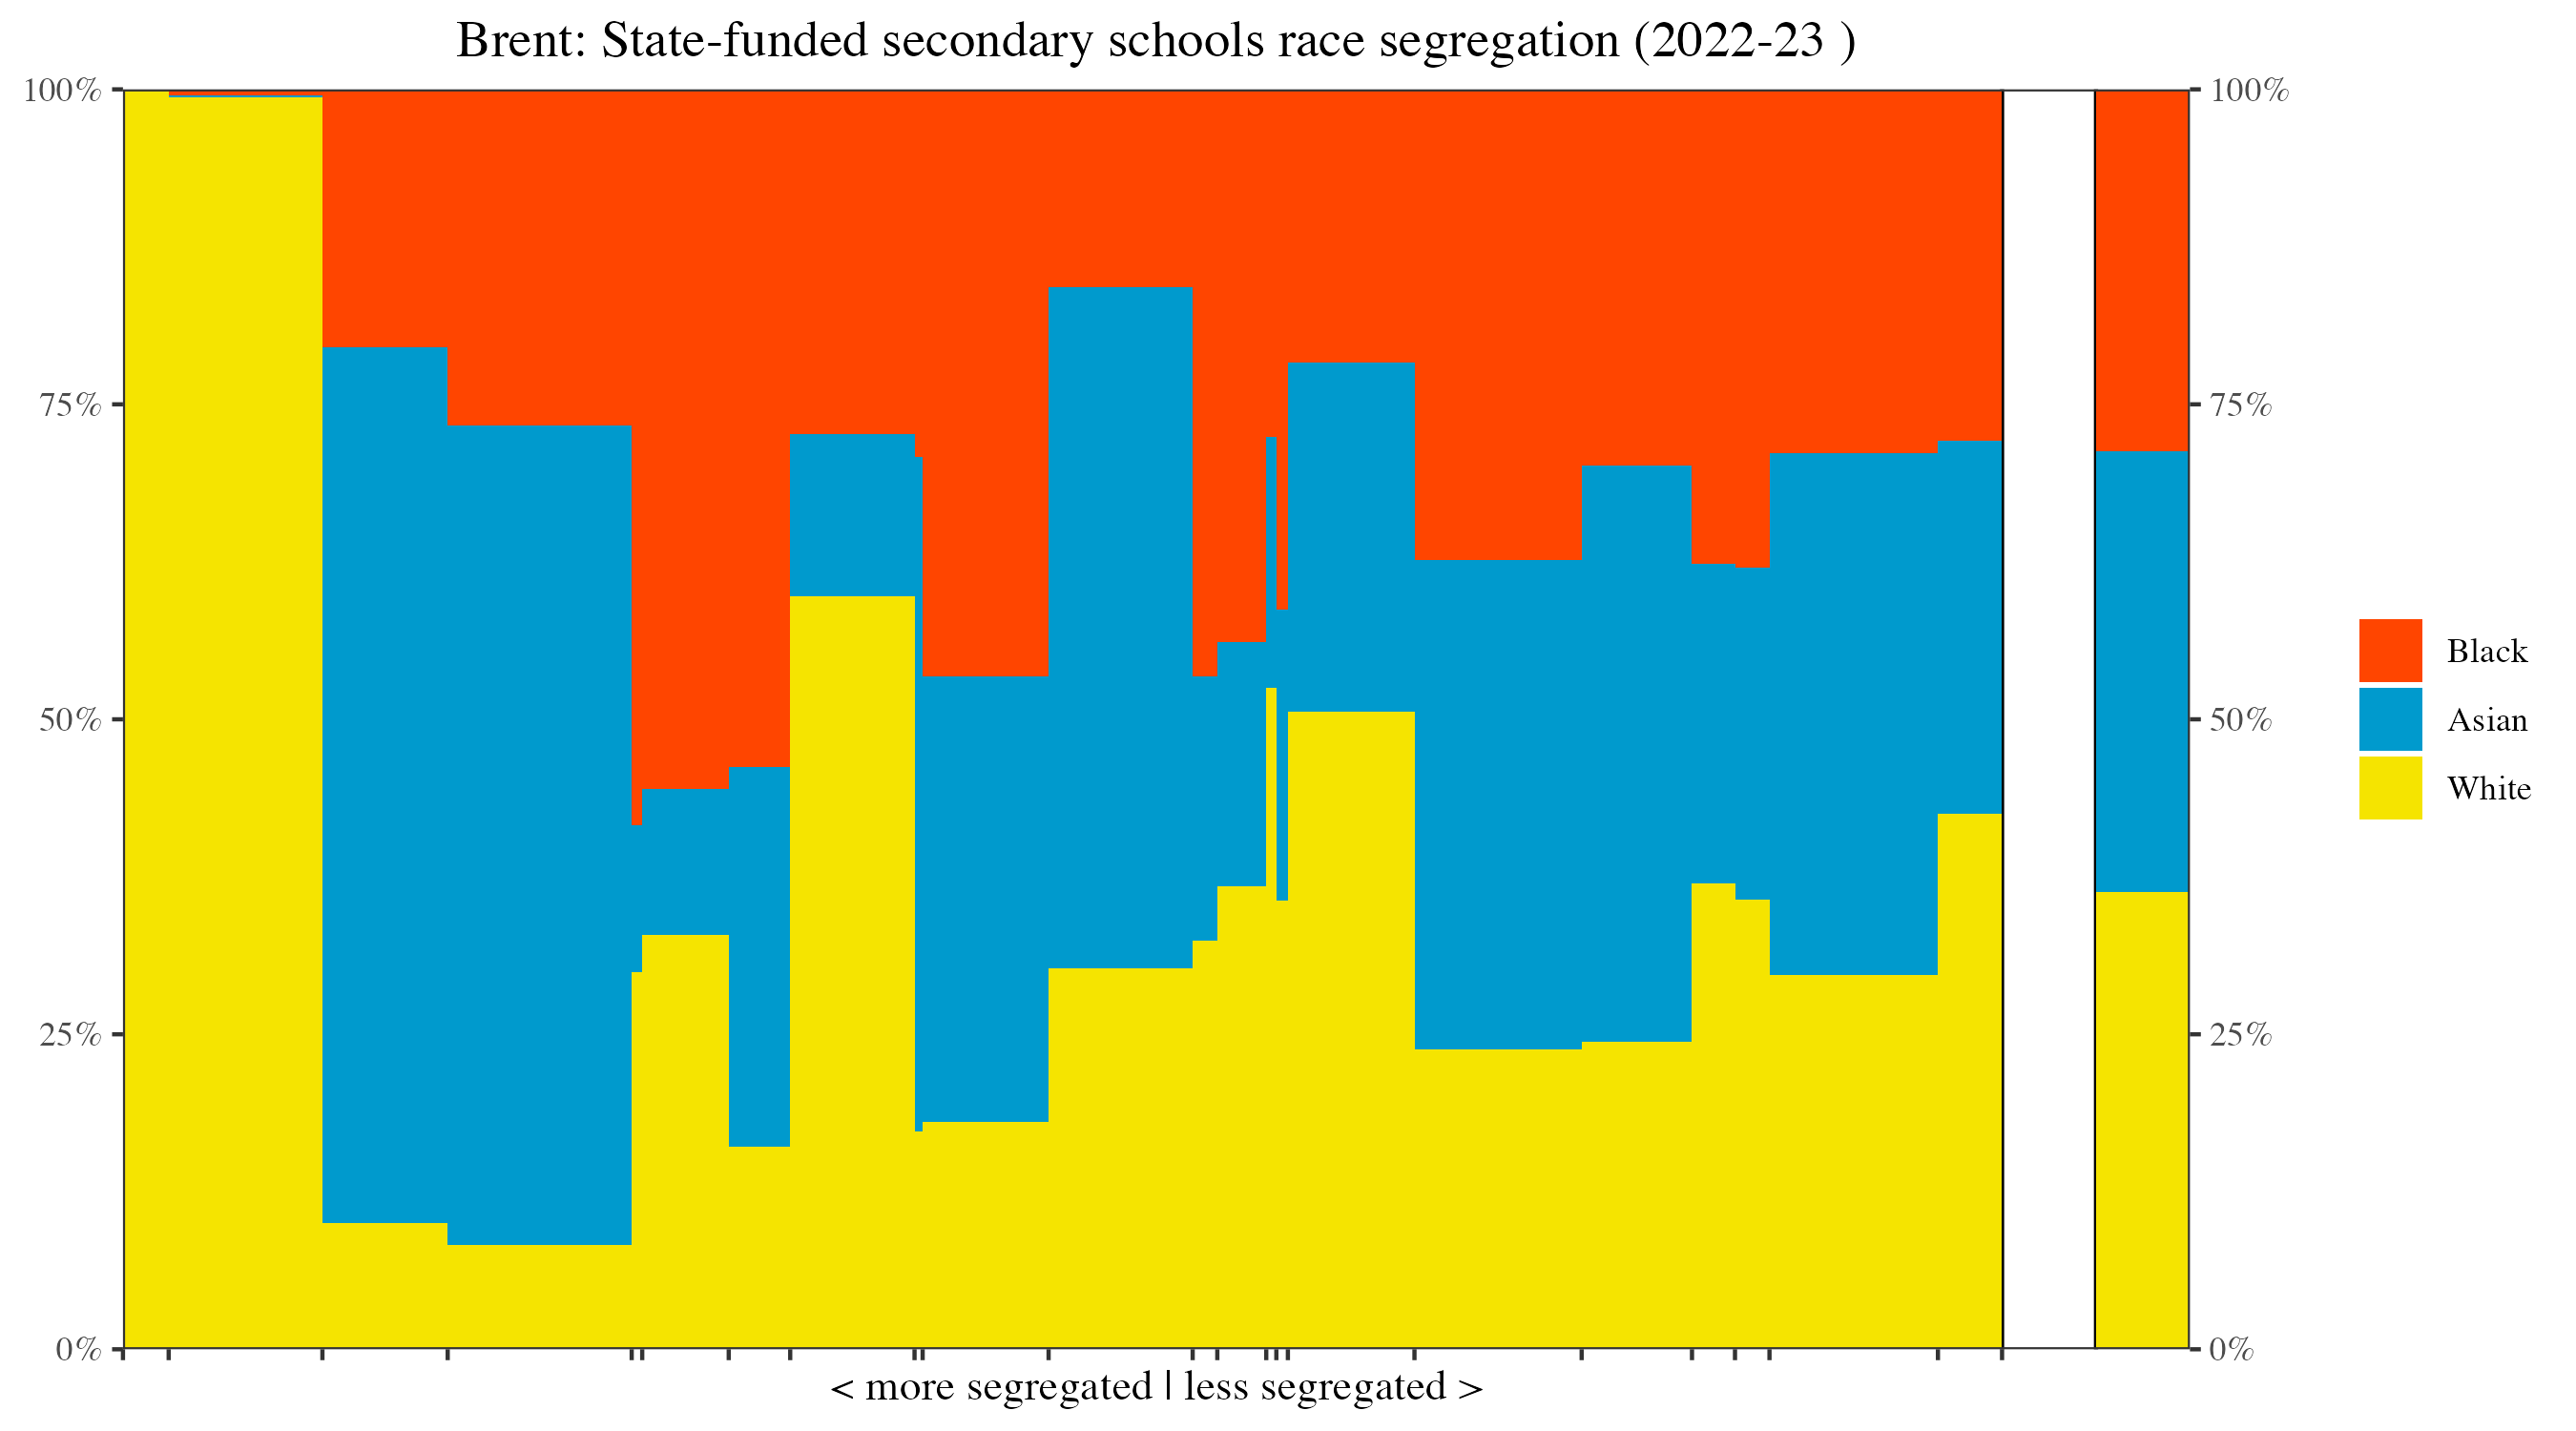 Brent: State-funded secondary schools race segregation (2022-23 )
100%
75%
50%
25%
0%
100%
75%
50%
25%
0%
Black
Asian
White
< more segregated | less segregated >